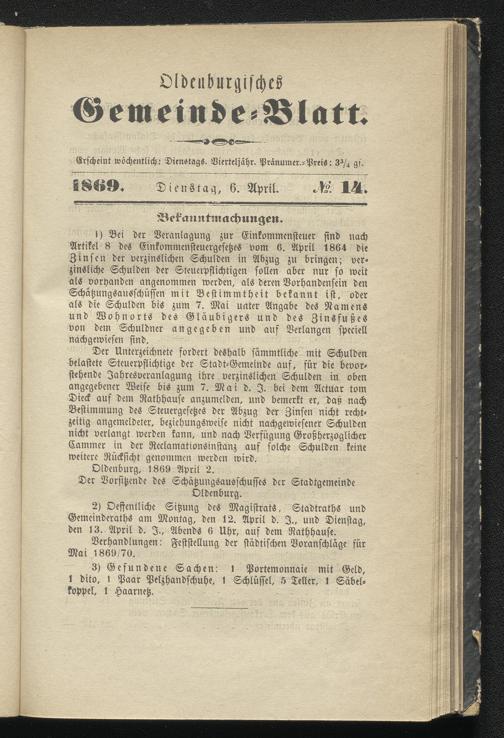 Oldenburgisches
Gemeinde-Blatt.
Erscheint wöchentlich: Dienstags. Vierteljähr. Pränumer.-Preis: 3¾ gs.
1869. Dienstag, 6. April. № 14.
Bekanntmachungen.
1) Bei der Veranlagung zur Einkommensteuer sind nach
Artikel 8 des Einkommensteuergesetzes vom 6. April 1864 die
Zinsen der verzinslichen Schulden in Abzug zu bringen; ver-
zinsliche Schulden der Steuerpflichtigen sollen aber nur so weit
als vorhanden angenommen werden, als deren Vorhandensein den
Schätzungsausschüssen mit Bestimmtheit bekannt ist, oder
als die Schulden bis zum 7. Mai unter Angabe des Namens
und Wohnorts des Gläubigers und des Zinsfußes
von dem Schuldner angegeben und auf Verlangen speciell
nachgewiesen sind.
Der Unterzeichnete fordert deshalb sämmtliche mit Schulden
belastete Steuerpflichtige der Stadt-Gemeinde auf, für die bevor-
stehende Jahresveranlagung ihre verzinslichen Schulden in oben
angegebener Weise bis zum 7. Mai d. J. bei dem Actuar tom
Dieck auf dem Rathhause anzumelden, und bemerkt er, daß nach
Bestimmung des Steuergesetzes der Abzug der Zinsen nicht recht-
zeitig angemeldeter, beziehungsweise nicht nachgewiesener Schulden
nicht verlangt werden kann, und nach Verfügung Großherzoglicher
Cammer in der Reclamationsinstanz auf solche Schulden keine
weitere Rücksicht genommen werden wird.
Oldenburg, 1869 April 2.
Der Vorsitzende des Schätzungsausschusses der Stadtgemeinde
Oldenburg.
2) Oeffentliche Sitzung des Magistrats, Stadtraths und
Gemeinderaths am Montag, den 12. April d. J., und Dienstag,
den 13. April d. J., Abends 6 Uhr, auf dem Rathhause.
Verhandlungen: Feststellung der städtischen Voranschläge für
Mai 1869/70.
3) Gefundene Sachen: 1 Portemonnaie mit Geld,
1 dito, 1 Paar Pelzhandschuhe, 1 Schlüssel, 5 Teller, 1 Säbel-
koppel, 1 Haarnetz.